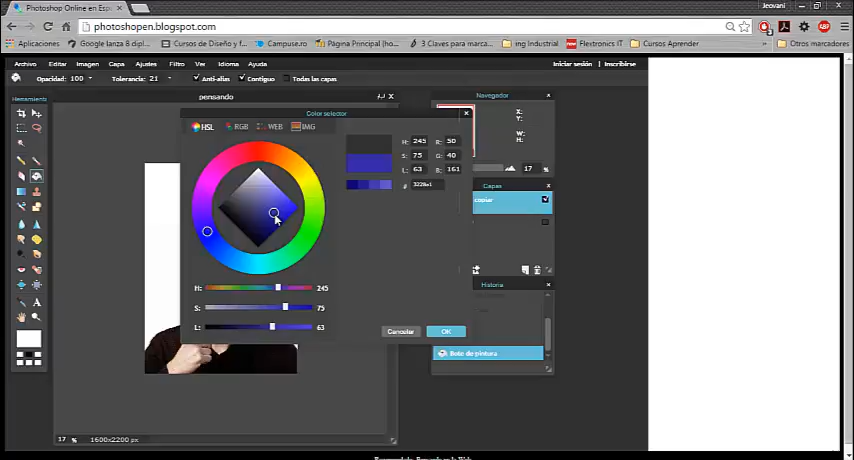 Photoshop Online en Esp
Jeovani
photoshopen.blogspot.com
Aplicaciones
Google lanza 8 dipl...
Cursos de Diseño y f...
Campuse.ru
Página Principal (ho...
3 Claves para marca...
ing Industrial
Flextronics IT
Cursos Aprender
»
Otros marcadores
Archivo Editar Imagen Capa Ajustes Filtro Ver Idioma Ayuda
Iniciar sesión | Inscribirse
Opacidad: 100 Tolerancia: 21 Anti-alias Contiguo Todas las capas
Herramienta
pensando
Navegador
Color selector
HSL RGB WEB IMG
X:
Y:
W:
H:
17 %
H: 245 R: 50
S: 75 G: 40
L: 63 B: 161
# 3228a1
Capas
copiar
H: 245
S: 75
L: 63
Cancelar OK
Historia
Bote de pintura
17 % 1600x2200 px